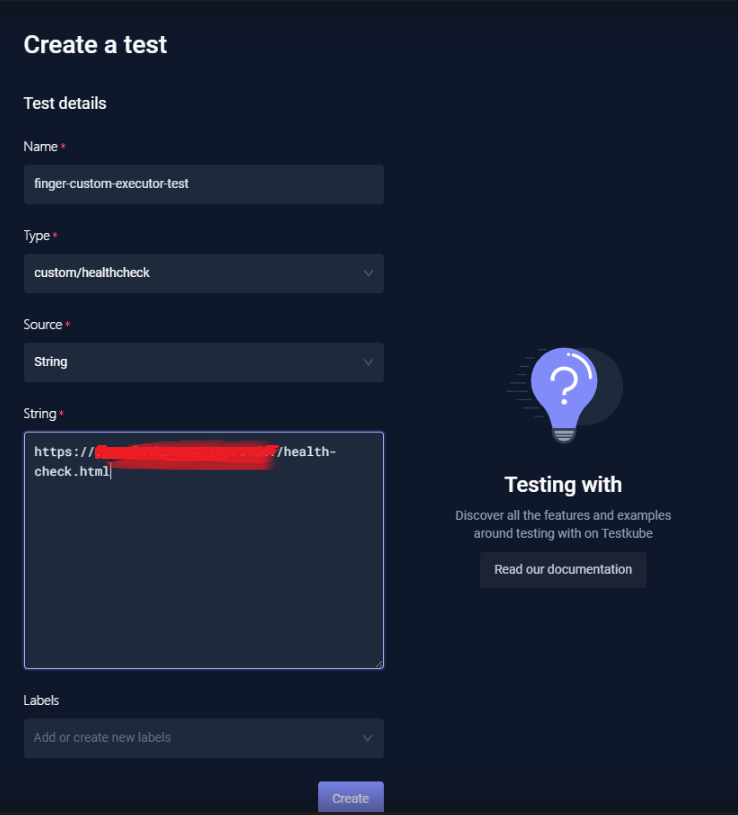 Create a test
Test details
Name *
finger-custom-executor-test
Type *
custom/healthcheck
Source *
String
String *
https:// /health-
check.html
Labels
Add or create new labels
Create
Testing with
Discover all the features and examples
around testing with on Testkube
Read our documentation